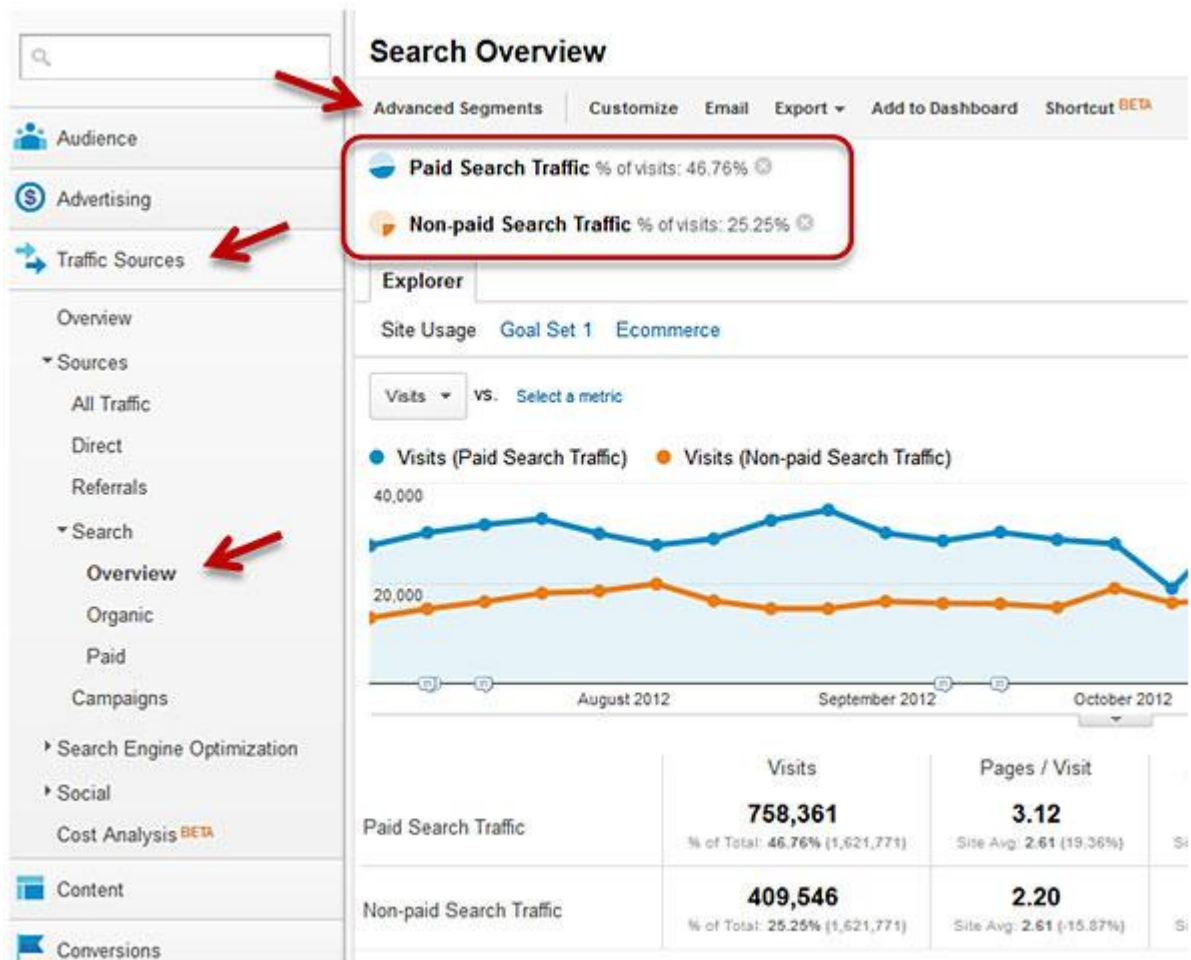 Search Overview
Advanced Segments Customize Email Export Add to Dashboard Shortcut BETA
Audience
Advertising
Traffic Sources
Overview
Sources
All Traffic
Direct
Referrals
Search
Overview
Organic
Paid
Campaigns
Search Engine Optimization
Social
Cost Analysis BETA
Content
Conversions
Paid Search Traffic % of visits: 46.76%
Non-paid Search Traffic % of visits: 25.25%
Explorer
Site Usage Goal Set 1 Ecommerce
Visits vs. Select a metric
Visits (Paid Search Traffic) Visits (Non-paid Search Traffic)
40,000
20,000
August 2012 September 2012 October 2012
Visits Pages / Visit
Paid Search Traffic 758,361 3.12
% of Total: 46.76% (1,621,771) Site Avg: 2.61 (19.36%)
Non-paid Search Traffic 409,546 2.20
% of Total: 25.25% (1,621,771) Site Avg: 2.61 (-15.87%)